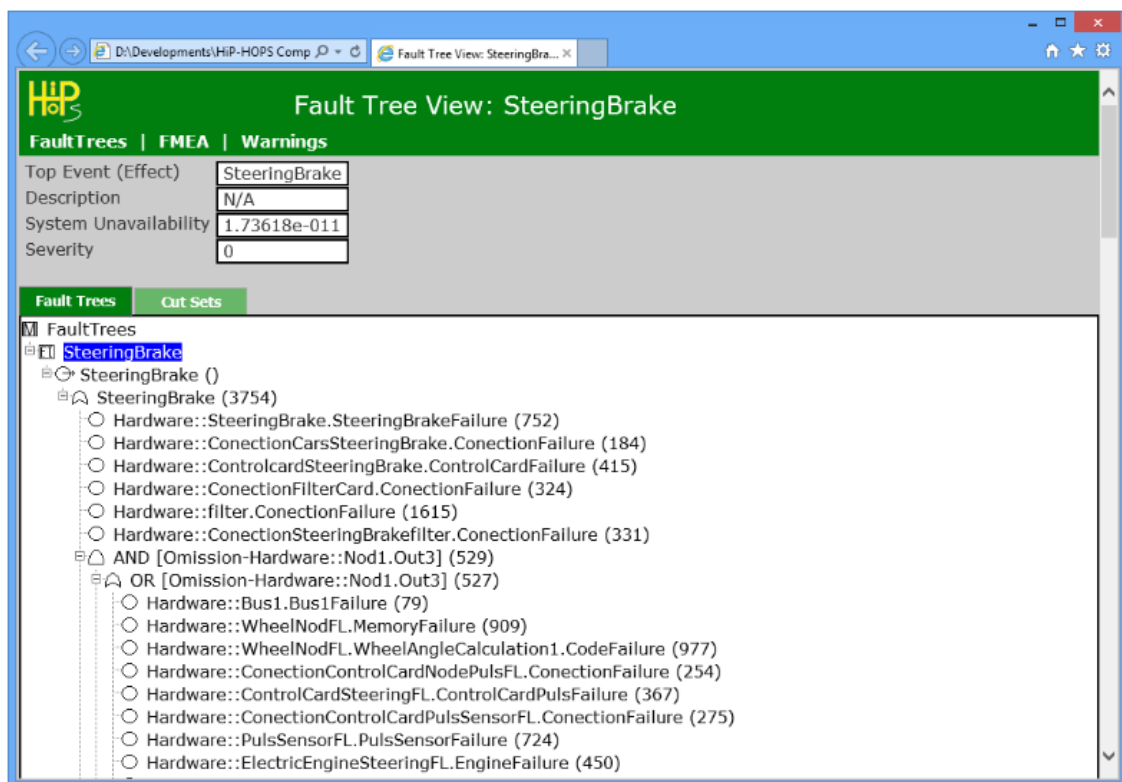 D:\Developments\HiP-HOPS Comp
Fault Tree View: SteeringBra...
HiP HoPS
Fault Tree View: SteeringBrake
FaultTrees | FMEA | Warnings
Top Event (Effect) SteeringBrake
Description N/A
System Unavailability 1.73618e-011
Severity 0
Fault Trees Cut Sets
M FaultTrees
FT SteeringBrake
SteeringBrake ()
SteeringBrake (3754)
Hardware::SteeringBrake.SteeringBrakeFailure (752)
Hardware::ConectionCarsSteeringBrake.ConectionFailure (184)
Hardware::ControlcardSteeringBrake.ControlCardFailure (415)
Hardware::ConectionFilterCard.ConectionFailure (324)
Hardware::filter.ConectionFailure (1615)
Hardware::ConectionSteeringBrakefilter.ConectionFailure (331)
AND [Omission-Hardware::Nod1.Out3] (529)
OR [Omission-Hardware::Nod1.Out3] (527)
Hardware::Bus1.Bus1Failure (79)
Hardware::WheelNodFL.MemoryFailure (909)
Hardware::WheelNodFL.WheelAngleCalculation1.CodeFailure (977)
Hardware::ConectionControlCardNodePulsFL.ConectionFailure (254)
Hardware::ControlCardSteeringFL.ControlCardPulsFailure (367)
Hardware::ConectionControlCardPulsSensorFL.ConectionFailure (275)
Hardware::PulsSensorFL.PulsSensorFailure (724)
Hardware::ElectricEngineSteeringFL.EngineFailure (450)